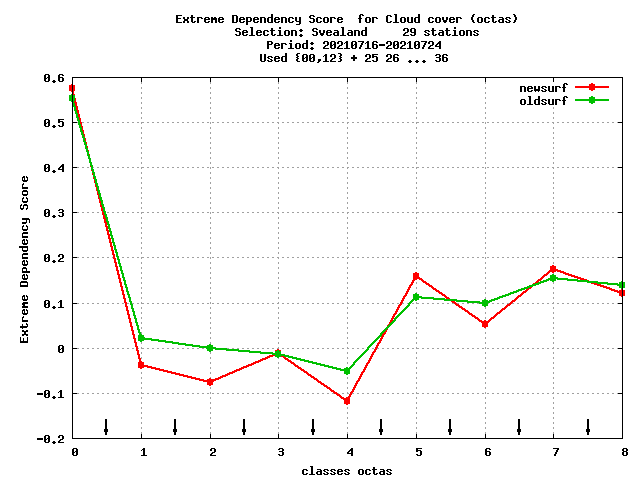 Extreme Dependency Score  for Cloud cover (octas)
Selection: Svealand     29 stations
Period: 20210716-20210724
Used {00,12} + 25 26 ... 36
newsurf
oldsurf
0.6
0.5
0.4
0.3
0.2
0.1
0
-0.1
-0.2
Extreme Dependency Score
0 1 2 3 4 5 6 7 8
classes octas